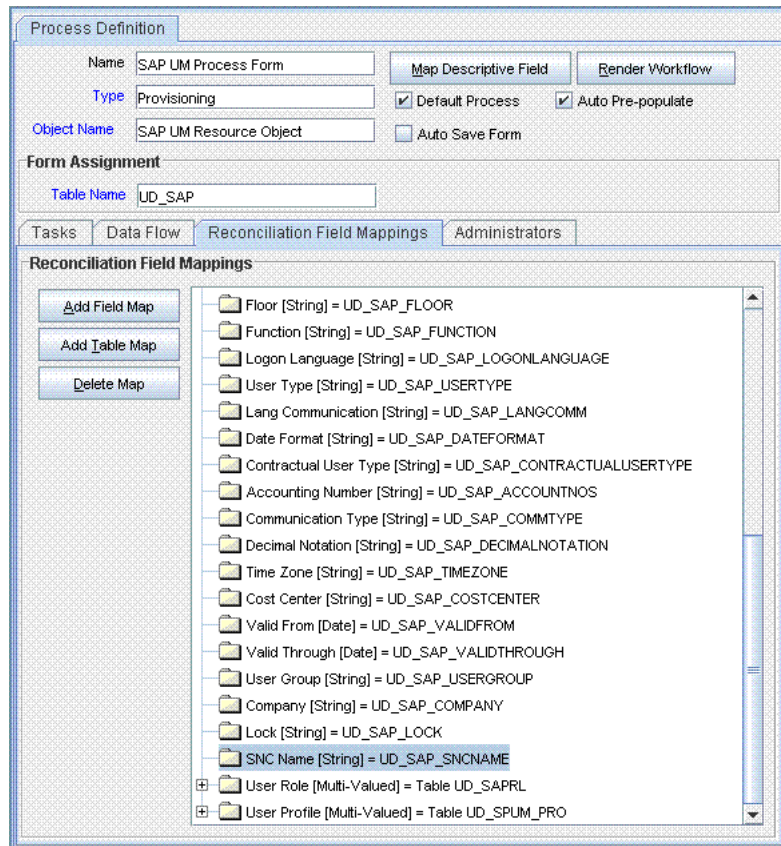 Process Definition
Name SAP UM Process Form Map Descriptive Field Render Workflow
Type Provisioning Default Process Auto Pre-populate
Object Name SAP UM Resource Object Auto Save Form
Form Assignment
Table Name UD_SAP
Tasks Data Flow Reconciliation Field Mappings Administrators
Reconciliation Field Mappings
Add Field Map
Add Table Map
Delete Map
Floor [String] = UD_SAP_FLOOR
Function [String] = UD_SAP_FUNCTION
Logon Language [String] = UD_SAP_LOGONLANGUAGE
User Type [String] = UD_SAP_USERTYPE
Lang Communication [String] = UD_SAP_LANGCOMM
Date Format [String] = UD_SAP_DATEFORMAT
Contractual User Type [String] = UD_SAP_CONTRACTUALUSERTYPE
Accounting Number [String] = UD_SAP_ACCOUNTNOS
Communication Type [String] = UD_SAP_COMMTYPE
Decimal Notation [String] = UD_SAP_DECIMALNOTATION
Time Zone [String] = UD_SAP_TIMEZONE
Cost Center [String] = UD_SAP_COSTCENTER
Valid From [Date] = UD_SAP_VALIDFROM
Valid Through [Date] = UD_SAP_VALIDTHROUGH
User Group [String] = UD_SAP_USERGROUP
Company [String] = UD_SAP_COMPANY
Lock [String] = UD_SAP_LOCK
SNC Name [String] = UD_SAP_SNCNAME
User Role [Multi-Valued] = Table UD_SAPRL
User Profile [Multi-Valued] = Table UD_SPUM_PRO